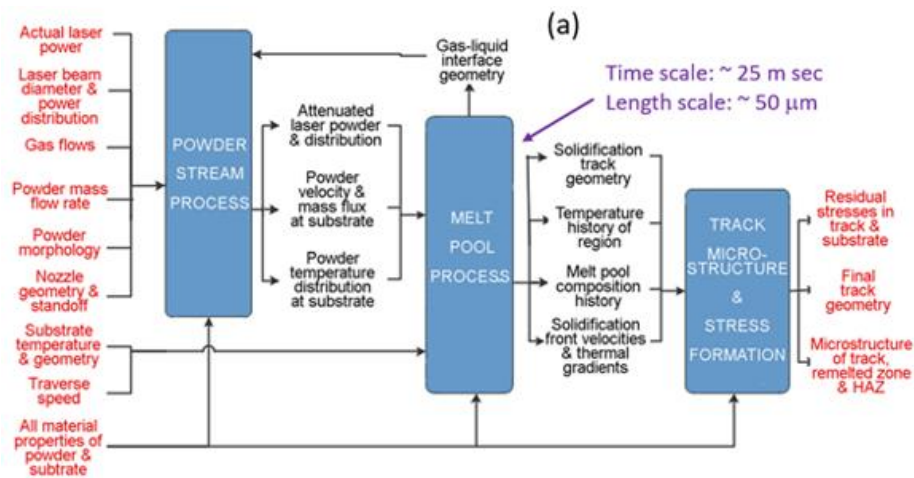 (a)
Actual laser
power
Laser beam
diameter & power
distribution
Gas flows
Powder mass
flow rate
Powder
morphology
Nozzle
geometry &
standoff
Substrate
temperature
& geometry
Traverse
speed
All material
properties of
powder &
subtrate
POWDER
STREAM
PROCESS
Attenuated
laser powder
& distribution
Powder
velocity &
mass flux
at substrate
Powder
temperature
distribution
at substrate
Gas-liquid
interface
geometry
MELT
POOL
PROCESS
Time scale: ~ 25 m sec
Length scale: ~ 50 μm
Solidification
track
geometry
Temperature
history of
region
Melt pool
composition
history
Solidification
front velocities
& thermal
gradients
TRACK
MICRO-
STRUCTURE
&
STRESS
FORMATION
Residual
stresses in
track &
substrate
Final
track
geometry
Microstructure
of track,
remelted zone
& HAZ